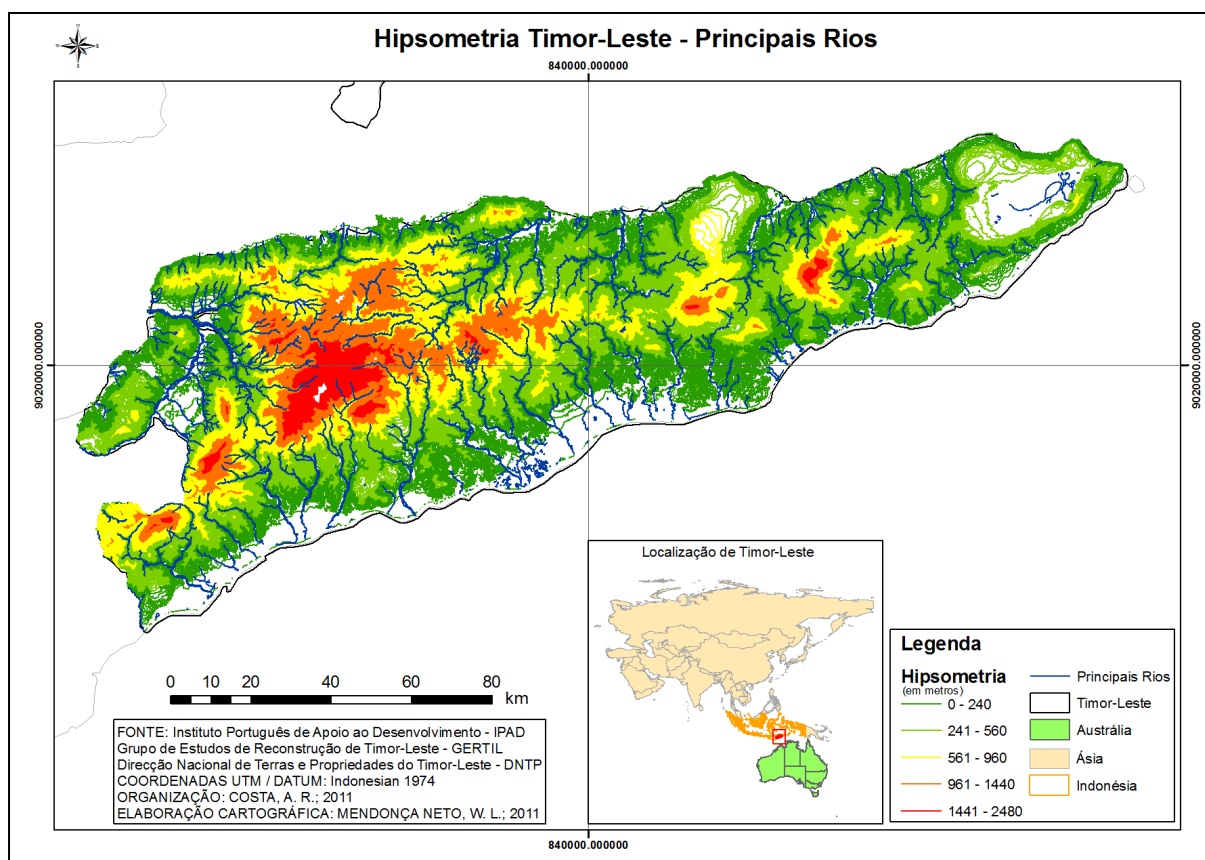 Hipsometria Timor-Leste - Principais Rios
840000.000000
9020000.000000
9020000.000000
0 10 20 40 60 80
km
FONTE: Instituto Português de Apoio ao Desenvolvimento - IPAD
Grupo de Estudos de Reconstrução de Timor-Leste - GERTIL
Direcção Nacional de Terras e Propriedades do Timor-Leste - DNTP
COORDENADAS UTM / DATUM: Indonesian 1974
ORGANIZAÇÃO: COSTA, A. R.; 2011
ELABORAÇÃO CARTOGRÁFICA: MENDONÇA NETO, W. L.; 2011
Localização de Timor-Leste
Legenda
Hipsometria
(em metros)
0 - 240
241 - 560
561 - 960
961 - 1440
1441 - 2480
Principais Rios
Timor-Leste
Austrália
Ásia
Indonésia
840000.000000